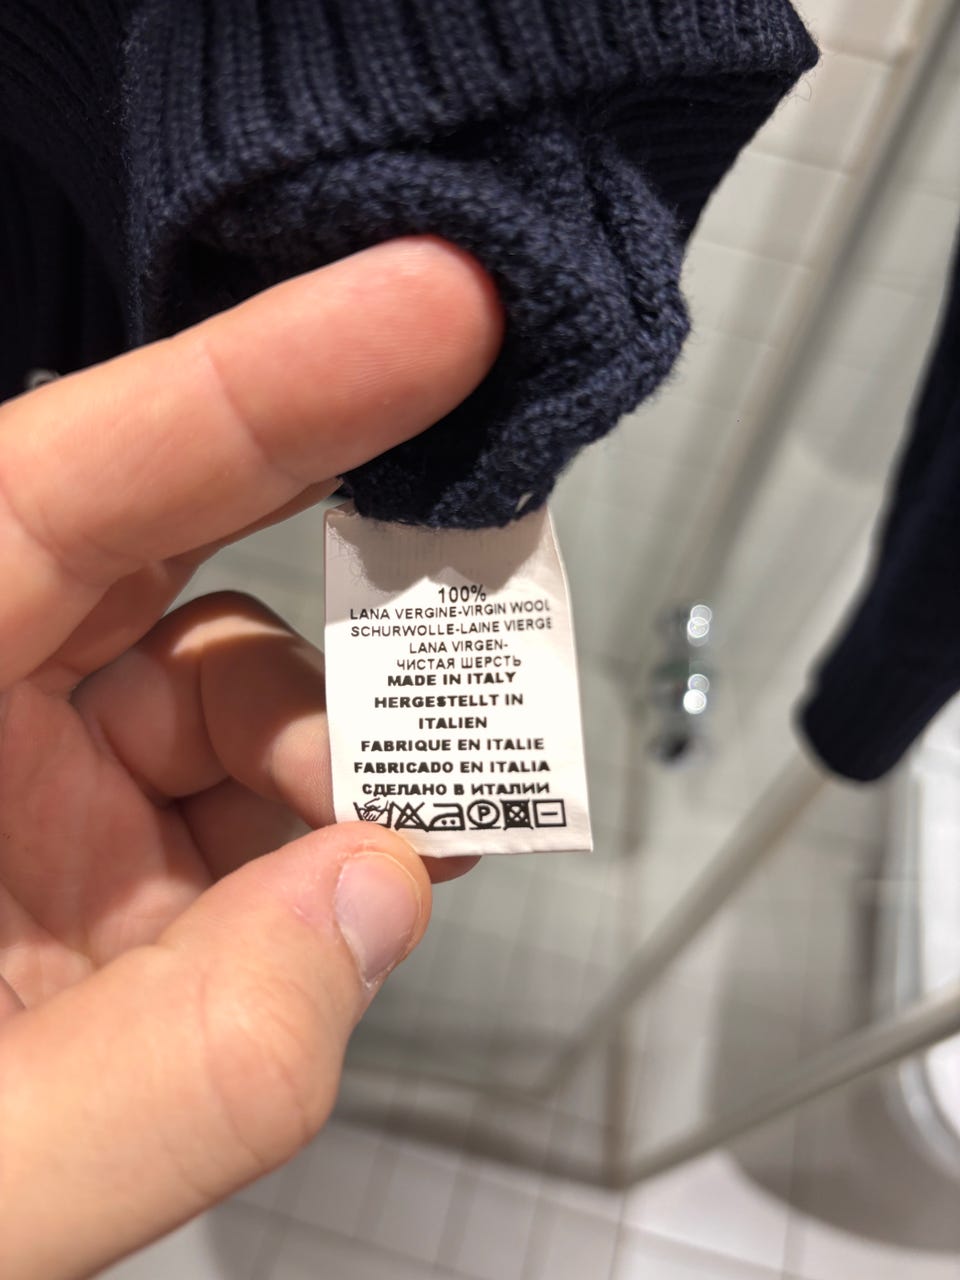 100%
LANA VERGINE-VIRGIN WOOL
SCHURWOLLE-LAINE VIERGE
LANA VIRGEN-
ЧИСТАЯ ШЕРСТЬ
MADE IN ITALY
HERGESTELLT IN
ITALIEN
FABRIQUE EN ITALIE
FABRICADO EN ITALIA
СДЕЛАНО В ИТАЛИИ
P